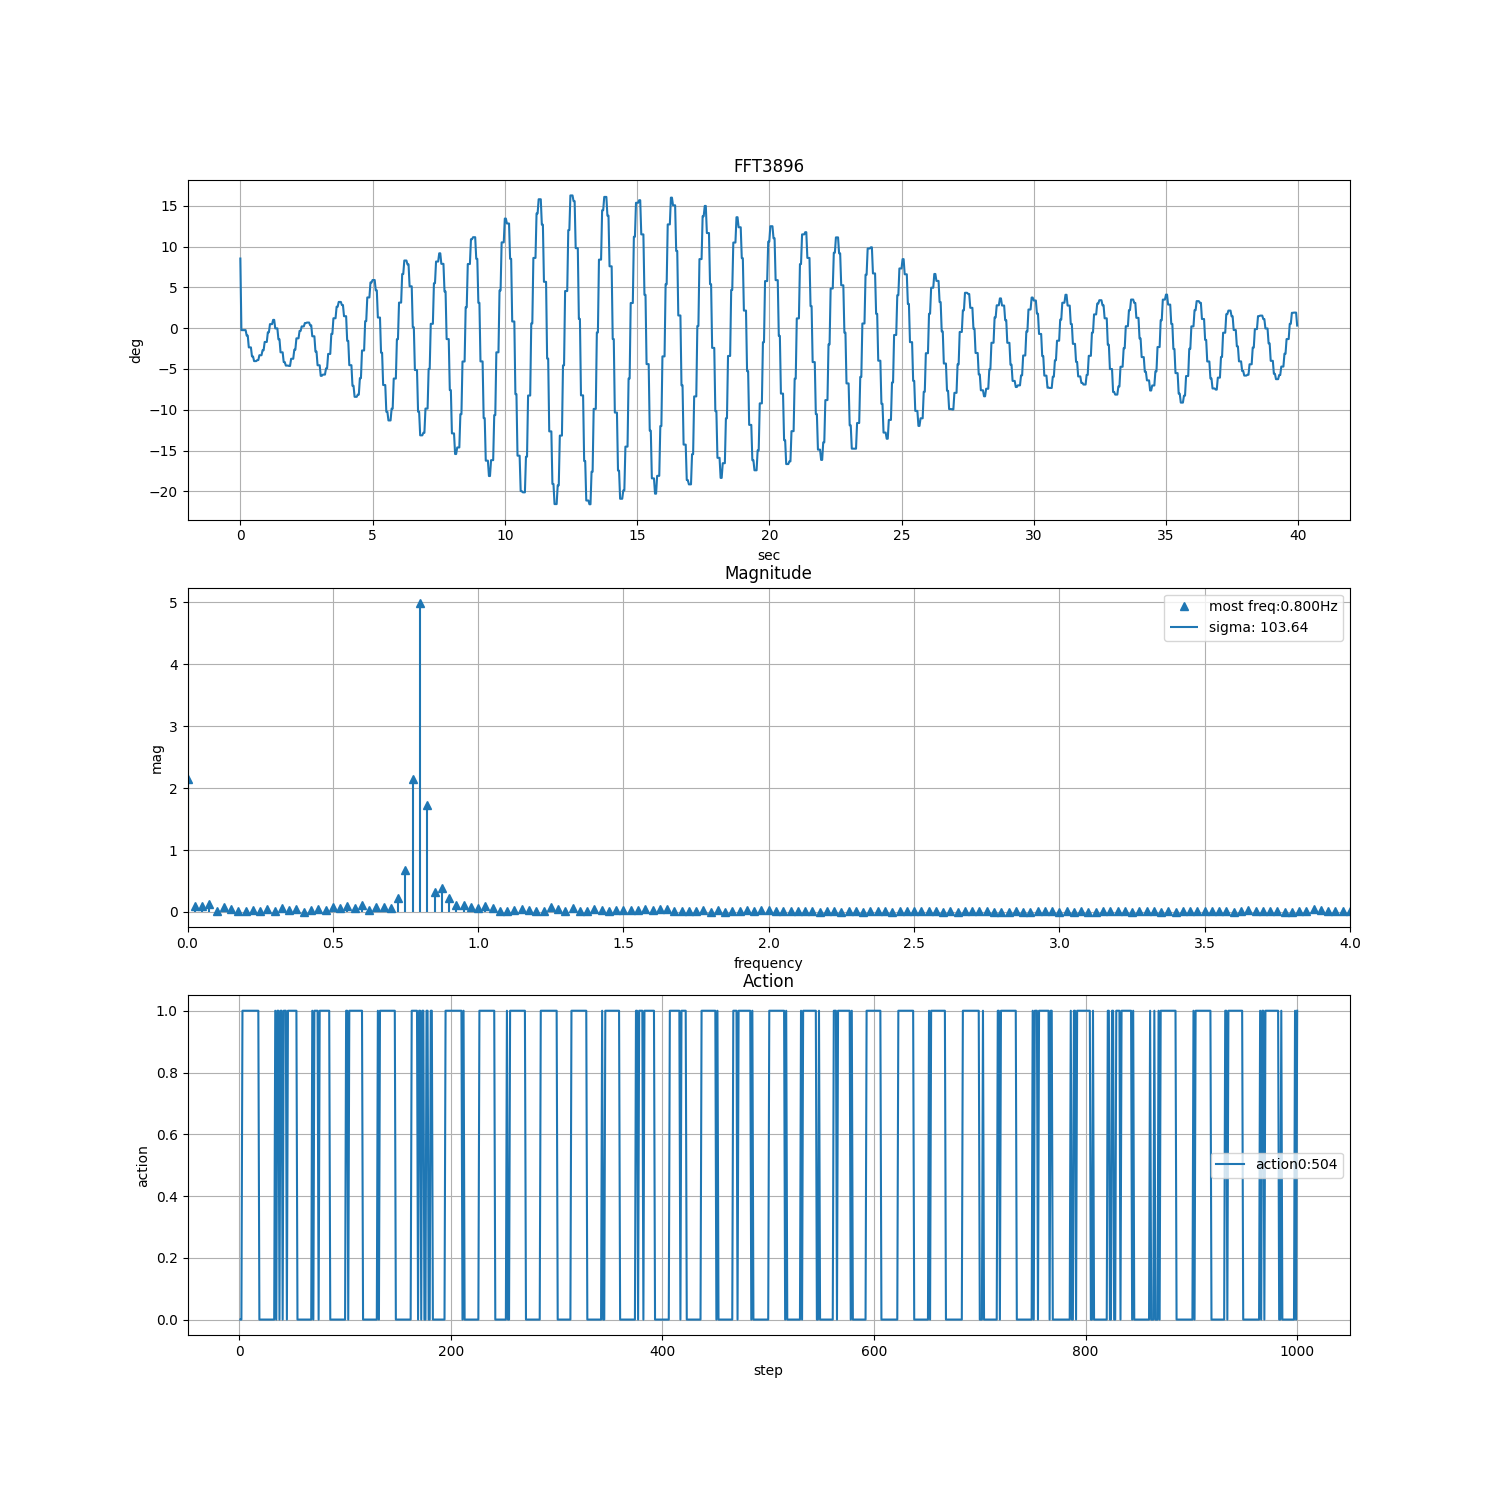 FFT3896
15
10
5
0
−5
−10
−15
−20
deg
0 5 10 15 20 25 30 35 40
sec
Magnitude
5
4
3
2
1
0
mag
most freq:0.800Hz
sigma: 103.64
0.0 0.5 1.0 1.5 2.0 2.5 3.0 3.5 4.0
frequency
Action
1.0
0.8
0.6
0.4
0.2
0.0
action
action0:504
0 200 400 600 800 1000
step